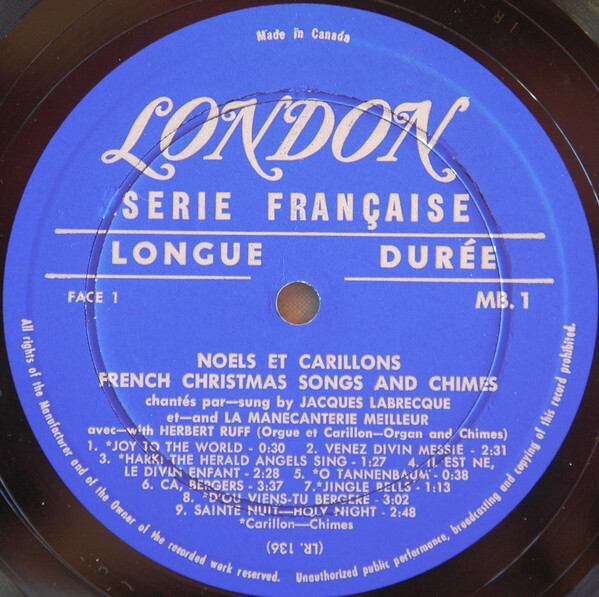 Made in Canada
LONDON
SERIE FRANÇAISE
LONGUE DURÉE
FACE 1 MB. 1
NOELS ET CARILLONS
FRENCH CHRISTMAS SONGS AND CHIMES
chantés par—sung by JACQUES LABRECQUE
et—and LA MANECANTERIE MEILLEUR
avec—with HERBERT RUFF (Orgue et Carillon—Organ and Chimes)
1. *JOY TO THE WORLD - 0:30 2. VENEZ DIVIN MESSIE - 2:31
3. *HARK! THE HERALD ANGELS SING - 1:27 4. IL EST NE,
LE DIVIN ENFANT - 2:28 5. *O TANNENBAUM - 0:38
6. CA, BERGERS - 3:37 7. *JINGLE BELLS - 1:13
8. *D'OU VIENS-TU BERGERE - 3:02
9. SAINTE NUIT—HOLY NIGHT - 2:48
*Carillon—Chimes
(LR. 136)
All rights of the Manufacturer and of the Owner of the recorded work reserved. Unauthorized public performance, broadcasting and copying of this record prohibited.